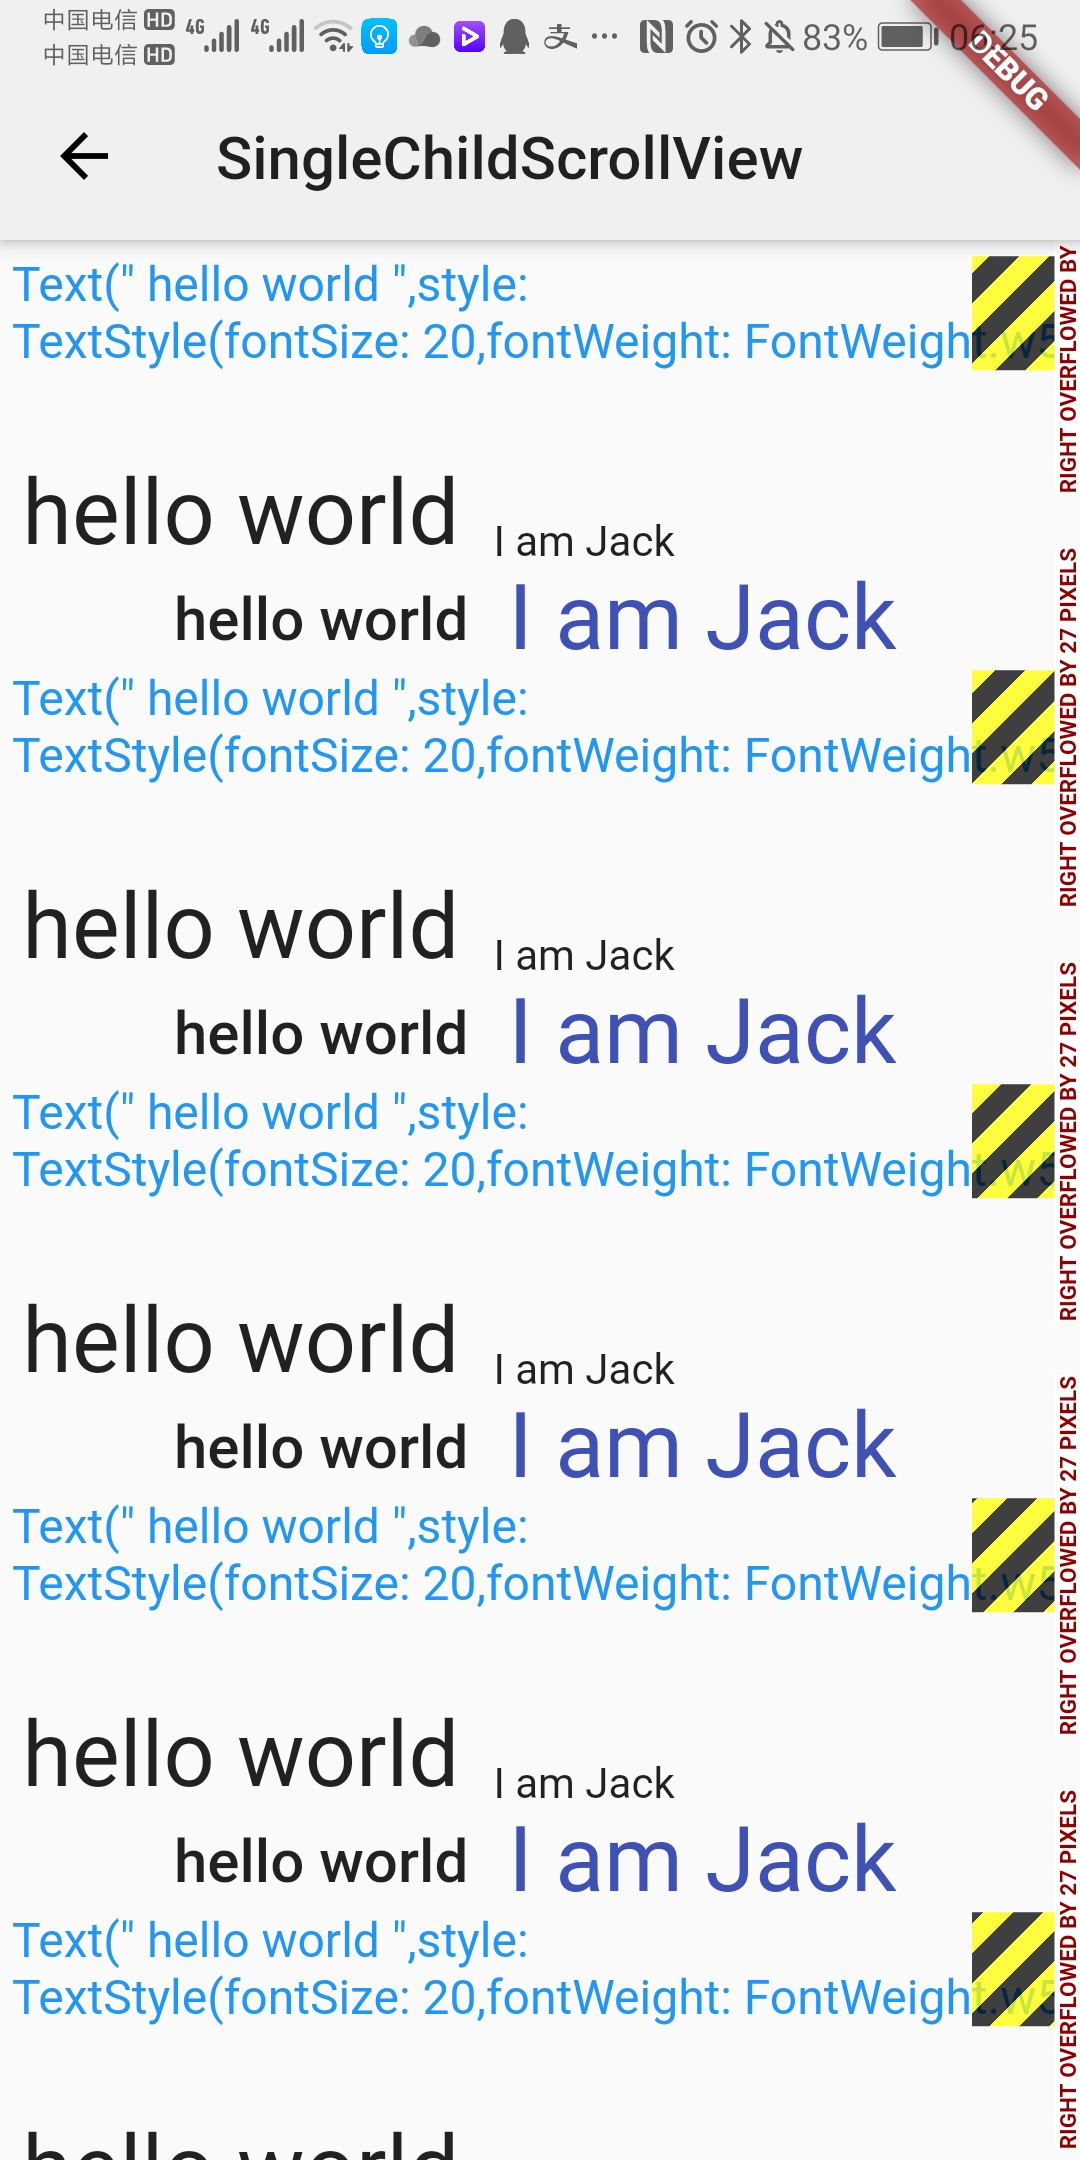 中国电信 HD 4G 4G 83% 06:25
中国电信 HD
DEBUG
SingleChildScrollView
Text(" hello world ",style:
TextStyle(fontSize: 20,fontWeight: FontWeight.w5
RIGHT OVERFLOWED BY
hello world I am Jack
hello world I am Jack
RIGHT OVERFLOWED BY 27 PIXELS
Text(" hello world ",style:
TextStyle(fontSize: 20,fontWeight: FontWeight.w5
hello world I am Jack
hello world I am Jack
RIGHT OVERFLOWED BY 27 PIXELS
Text(" hello world ",style:
TextStyle(fontSize: 20,fontWeight: FontWeight.w5
hello world I am Jack
hello world I am Jack
RIGHT OVERFLOWED BY 27 PIXELS
Text(" hello world ",style:
TextStyle(fontSize: 20,fontWeight: FontWeight.w5
hello world I am Jack
hello world I am Jack
RIGHT OVERFLOWED BY 27 PIXELS
Text(" hello world ",style:
TextStyle(fontSize: 20,fontWeight: FontWeight.w5
hello world